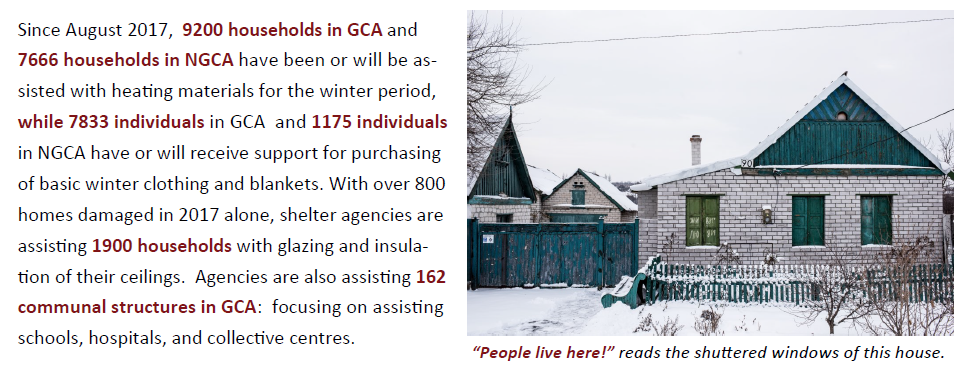 Since August 2017,  9200 households in GCA and
7666 households in NGCA have been or will be as-
sisted with heating materials for the winter period,
while 7833 individuals in GCA  and 1175 individuals
in NGCA have or will receive support for purchasing
of basic winter clothing and blankets. With over 800
homes damaged in 2017 alone, shelter agencies are
assisting 1900 households with glazing and insula-
tion of their ceilings.  Agencies are also assisting 162
communal structures in GCA:  focusing on assisting
schools, hospitals, and collective centres.
90
“People live here!” reads the shuttered windows of this house.